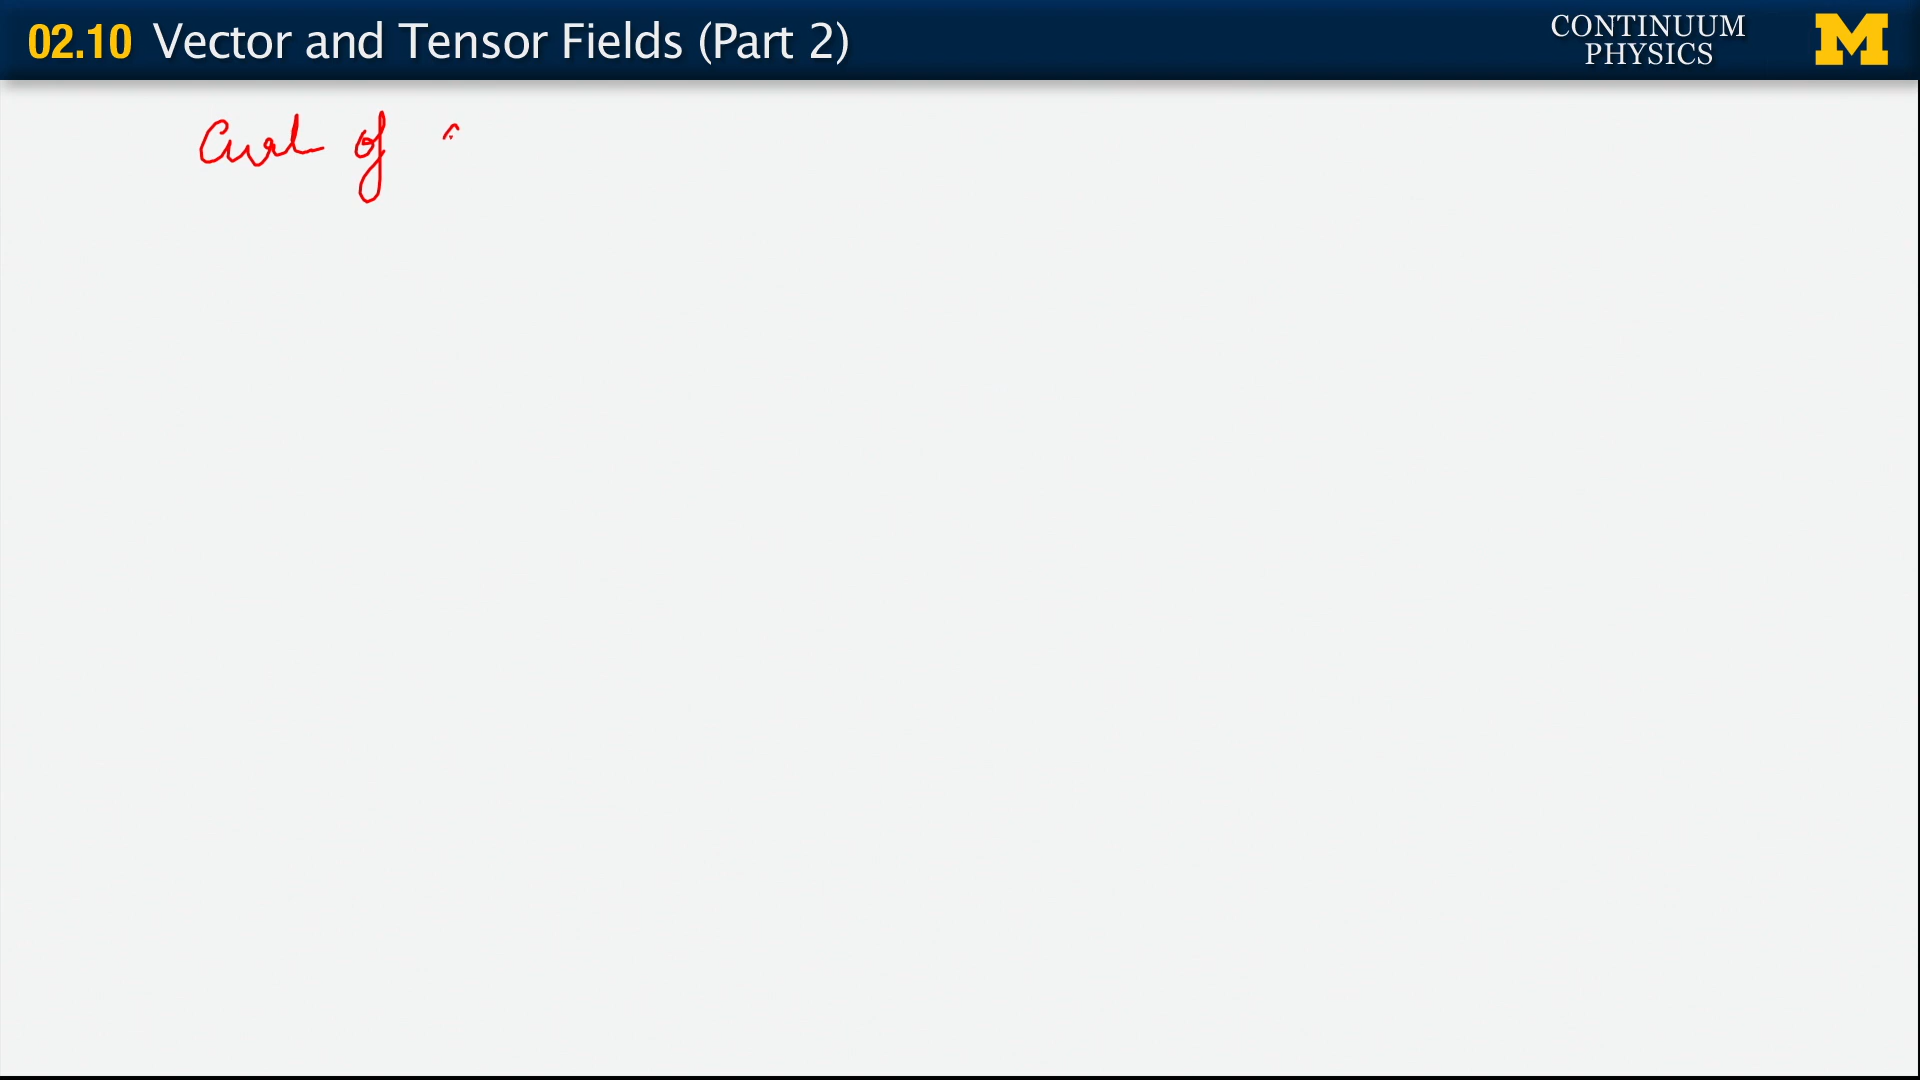 02.10 Vector and Tensor Fields (Part 2)
CONTINUUM
PHYSICS
M
Curl of